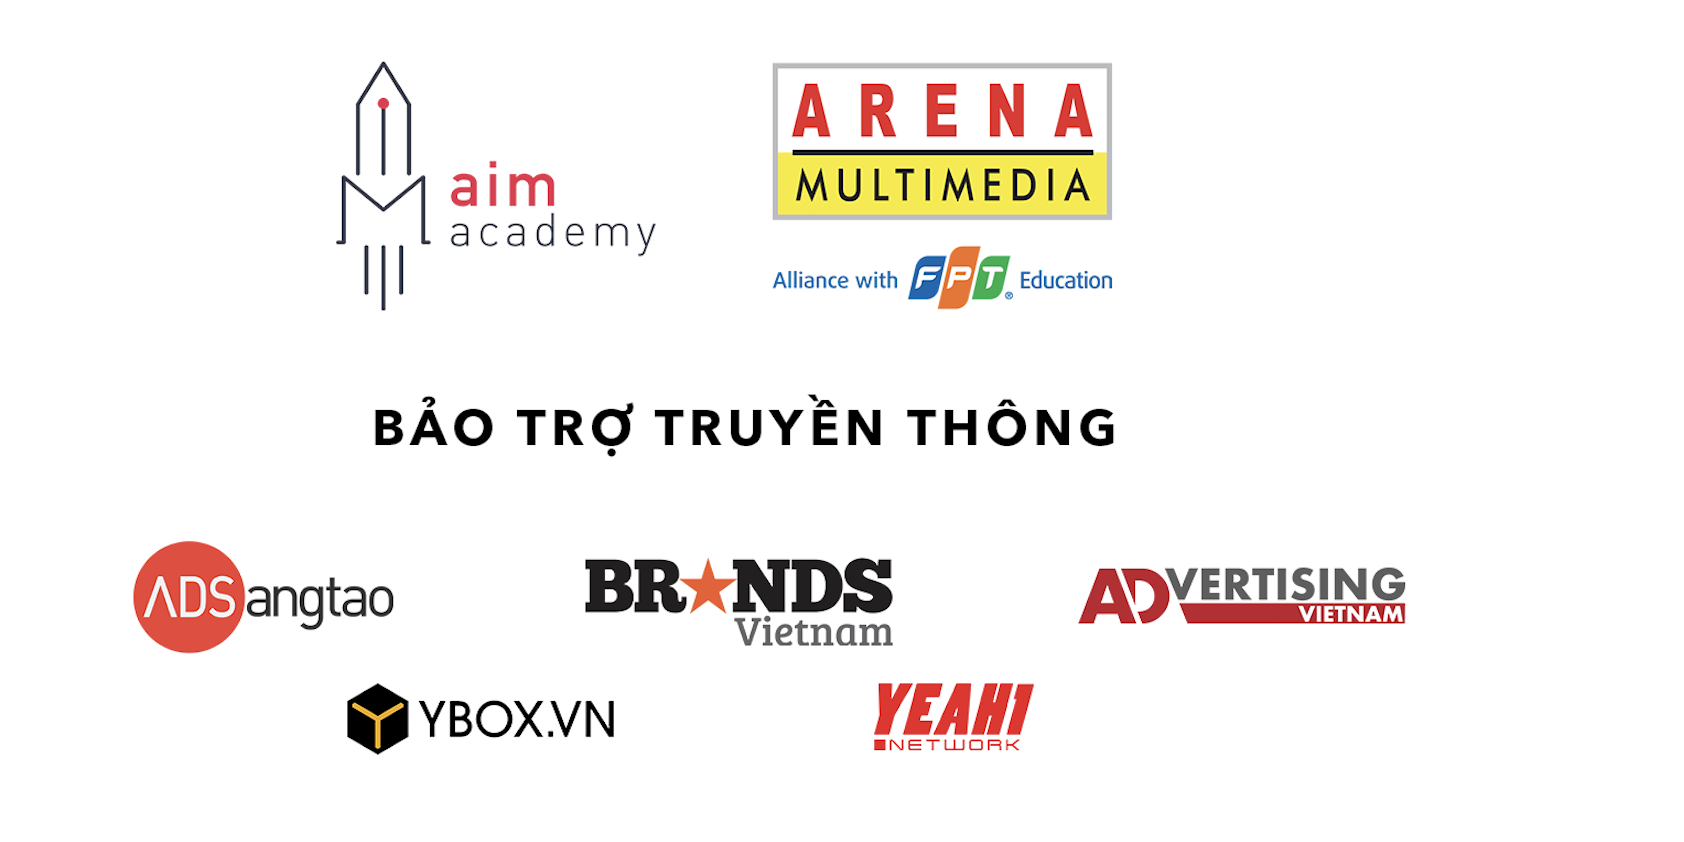 aim
academy
ARENA
MULTIMEDIA
Alliance with FPT® Education
BẢO TRỢ TRUYỀN THÔNG
ADSangtao
BRANDS
Vietnam
ADVERTISING
VIETNAM
YBOX.VN
YEAH1
NETWORK